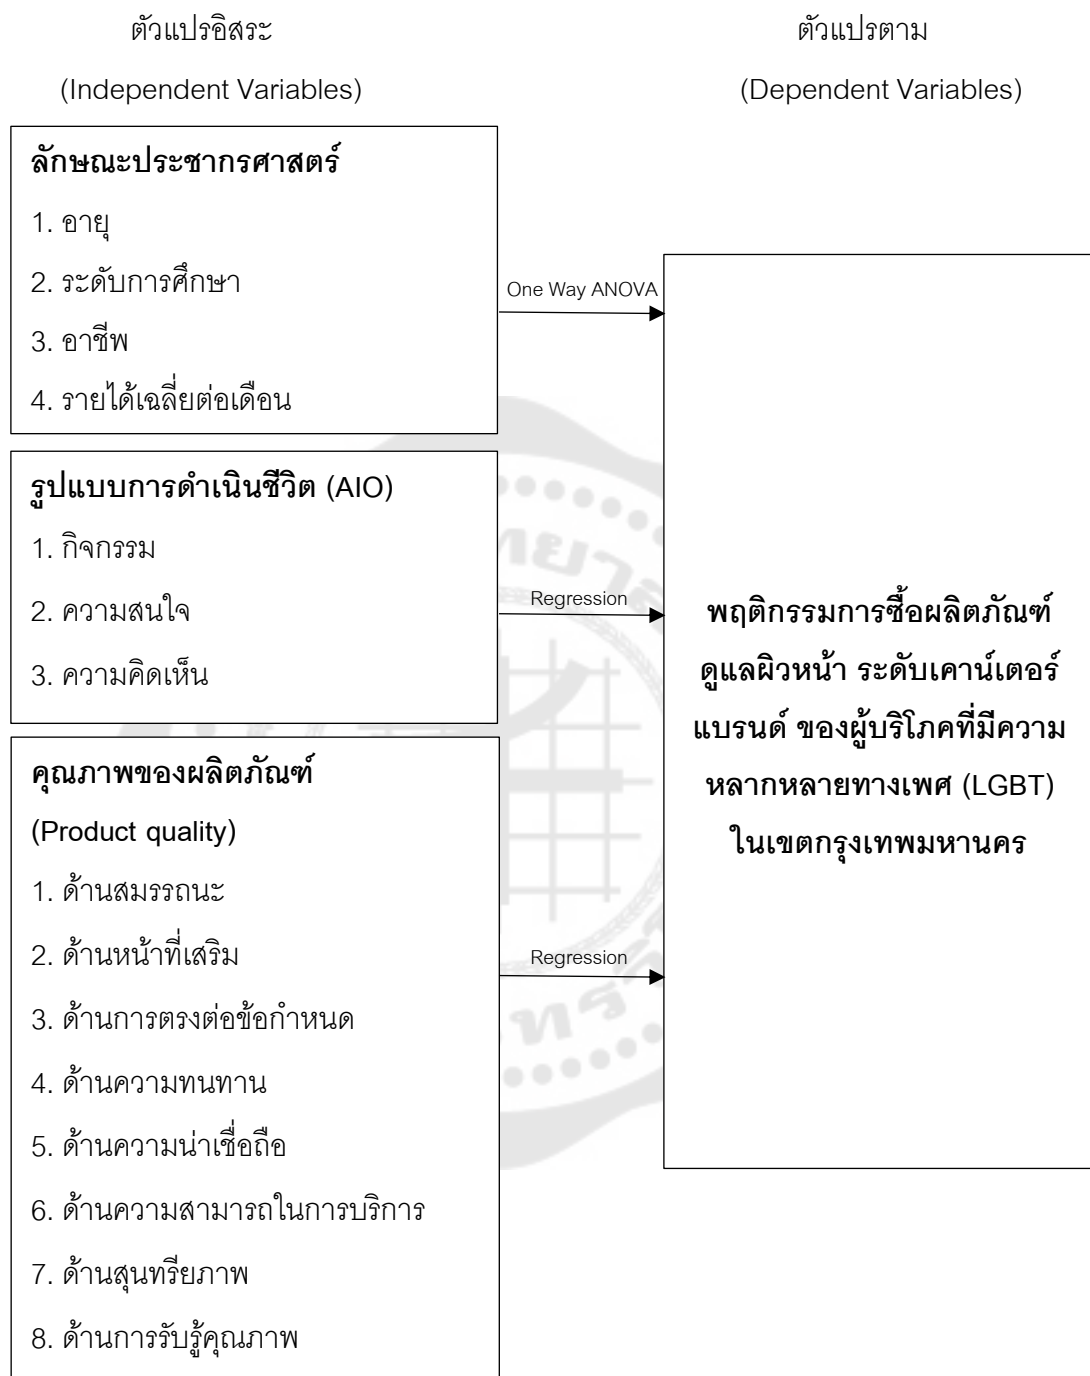 ตัวแปรอิสระ
(Independent Variables)
ตัวแปรตาม
(Dependent Variables)
ลักษณะประชากรศาสตร์
1. อายุ
2. ระดับการศึกษา
3. อาชีพ
4. รายได้เฉลี่ยต่อเดือน
One Way ANOVA
รูปแบบการดำเนินชีวิต (AIO)
1. กิจกรรม
2. ความสนใจ
3. ความคิดเห็น
Regression
คุณภาพของผลิตภัณฑ์
(Product quality)
1. ด้านสมรรถนะ
2. ด้านหน้าที่เสริม
3. ด้านการตรงต่อข้อกำหนด
4. ด้านความทนทาน
5. ด้านความน่าเชื่อถือ
6. ด้านความสามารถในการบริการ
7. ด้านสุนทรียภาพ
8. ด้านการรับรู้คุณภาพ
Regression
พฤติกรรมการซื้อผลิตภัณฑ์
ดูแลผิวหน้า ระดับเคาน์เตอร์
แบรนด์ ของผู้บริโภคที่มีความ
หลากหลายทางเพศ (LGBT)
ในเขตกรุงเทพมหานคร